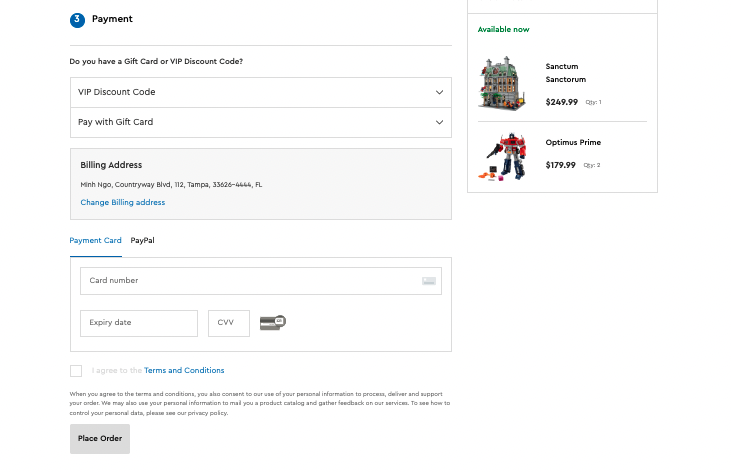 3 Payment
Do you have a Gift Card or VIP Discount Code?
VIP Discount Code
Pay with Gift Card
Billing Address
Minh Ngo, Countryway Blvd, 112, Tampa, 33626-4444, FL
Change Billing address
Payment Card PayPal
Card number
Expiry date CVV
I agree to the Terms and Conditions
When you agree to the terms and conditions, you also consent to our use of your personal information to process, deliver and support
your order. We may also use your personal information to mail you a product catalog and gather feedback on our services. To see how to
control your personal data, please see our privacy policy.
Place Order
Available now
Sanctum
Sanctorum
$249.99 Qty: 1
Optimus Prime
$179.99 Qty: 2